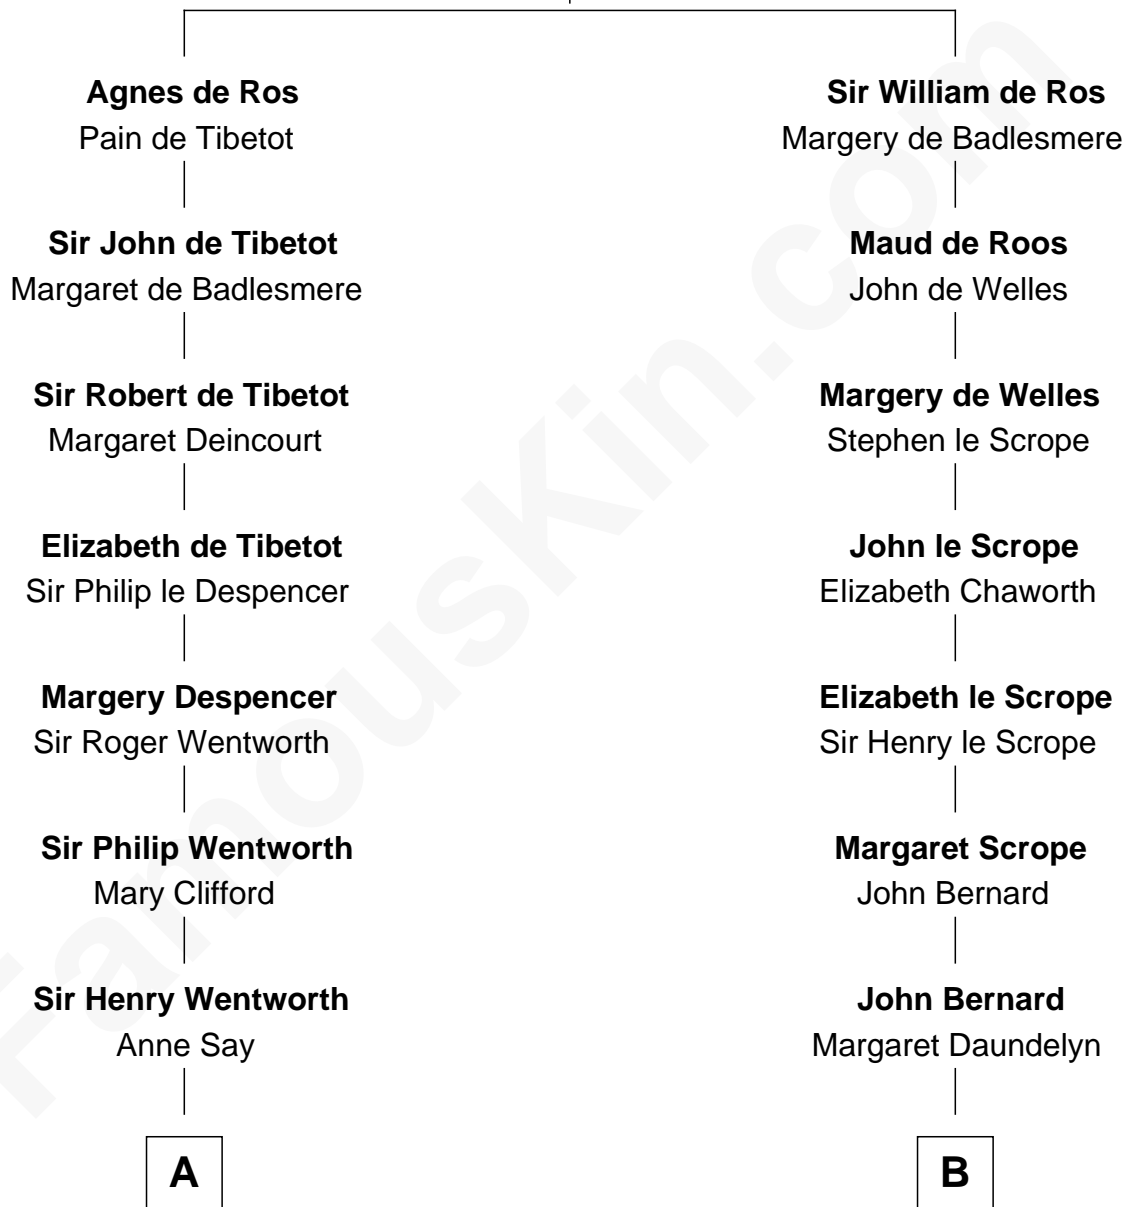 Agnes de Ros
Pain de Tibetot
Sir John de Tibetot
Margaret de Badlesmere
Sir Robert de Tibetot
Margaret Deincourt
Elizabeth de Tibetot
Sir Philip le Despencer
Margery Despencer
Sir Roger Wentworth
Sir Philip Wentworth
Mary Clifford
Sir Henry Wentworth
Anne Say
A
Sir William de Ros
Margery de Badlesmere
Maud de Roos
John de Welles
Margery de Welles
Stephen le Scrope
John le Scrope
Elizabeth Chaworth
Elizabeth le Scrope
Sir Henry le Scrope
Margaret Scrope
John Bernard
John Bernard
Margaret Daundelyn
B
FamousKin.com